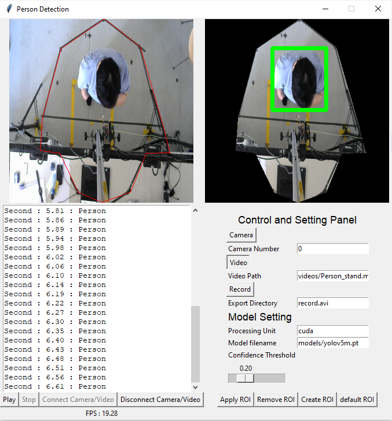 Person Detection
Second : 5.81 : Person
Second : 5.86 : Person
Second : 5.89 : Person
Second : 5.94 : Person
Second : 5.98 : Person
Second : 6.02 : Person
Second : 6.06 : Person
Second : 6.10 : Person
Second : 6.14 : Person
Second : 6.19 : Person
Second : 6.22 : Person
Second : 6.27 : Person
Second : 6.30 : Person
Second : 6.35 : Person
Second : 6.40 : Person
Second : 6.43 : Person
Second : 6.48 : Person
Second : 6.51 : Person
Second : 6.56 : Person
Second : 6.61 : Person
Play Stop Connect Camera/Video Disconnect Camera/Video
FPS : 19.28
Control and Setting Panel
Camera
Camera Number 0
Video
Video Path videos/Person_stand.m
Record
Export Directory record.avi
Model Setting
Processing Unit cuda
Model filename models/yolov5m.pt
Confidence Threshold
0.20
Apply ROI Remove ROI Create ROI default ROI